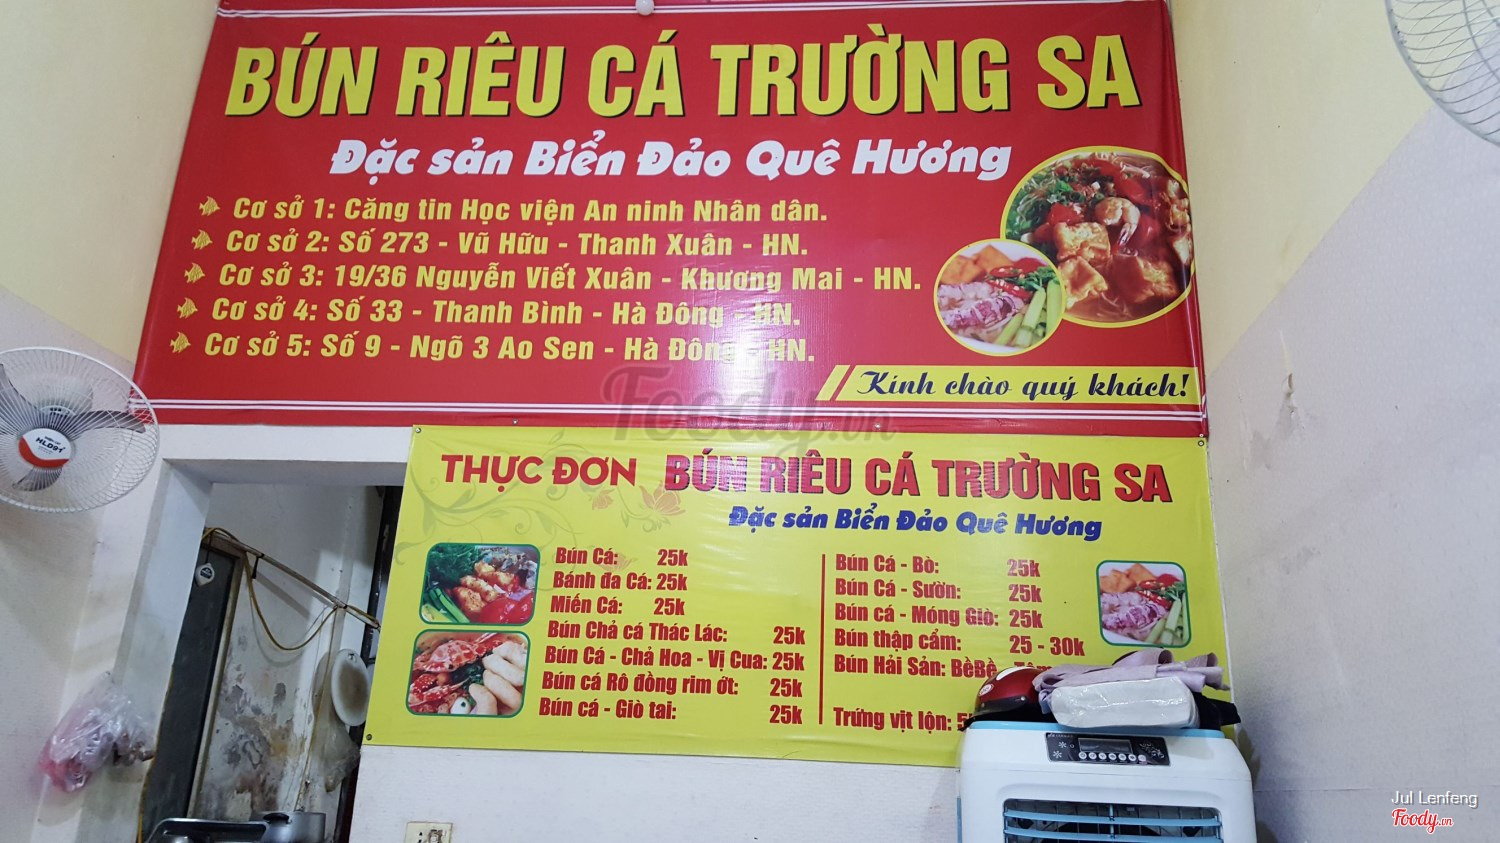 BÚN RIÊU CÁ TRƯỜNG SA
Đặc sản Biển Đảo Quê Hương
Cơ sở 1: Căng tin Học viện An ninh Nhân dân.
Cơ sở 2: Số 273 - Vũ Hữu - Thanh Xuân - HN.
Cơ sở 3: 19/36 Nguyễn Viết Xuân - Khương Mai - HN.
Cơ sở 4: Số 33 - Thanh Bình - Hà Đông - HN.
Cơ sở 5: Số 9 - Ngõ 3 Ao Sen - Hà Đông - HN.
Kính chào quý khách!
Foody.vn
THỰC ĐƠN BÚN RIÊU CÁ TRƯỜNG SA
Đặc sản Biển Đảo Quê Hương
Bún Cá: 25k
Bánh đa Cá: 25k
Miến Cá: 25k
Bún Chả cá Thác Lác: 25k
Bún Cá - Chả Hoa - Vị Cua: 25k
Bún cá Rô đồng rim ớt: 25k
Bún cá - Giò tai: 25k
Bún Cá - Bò: 25k
Bún Cá - Sườn: 25k
Bún cá - Móng Giò: 25k
Bún thập cẩm: 25 - 30k
Bún Hải Sản: BèBè
Trứng vịt lộn:
Jul Lenfeng
Foody.vn